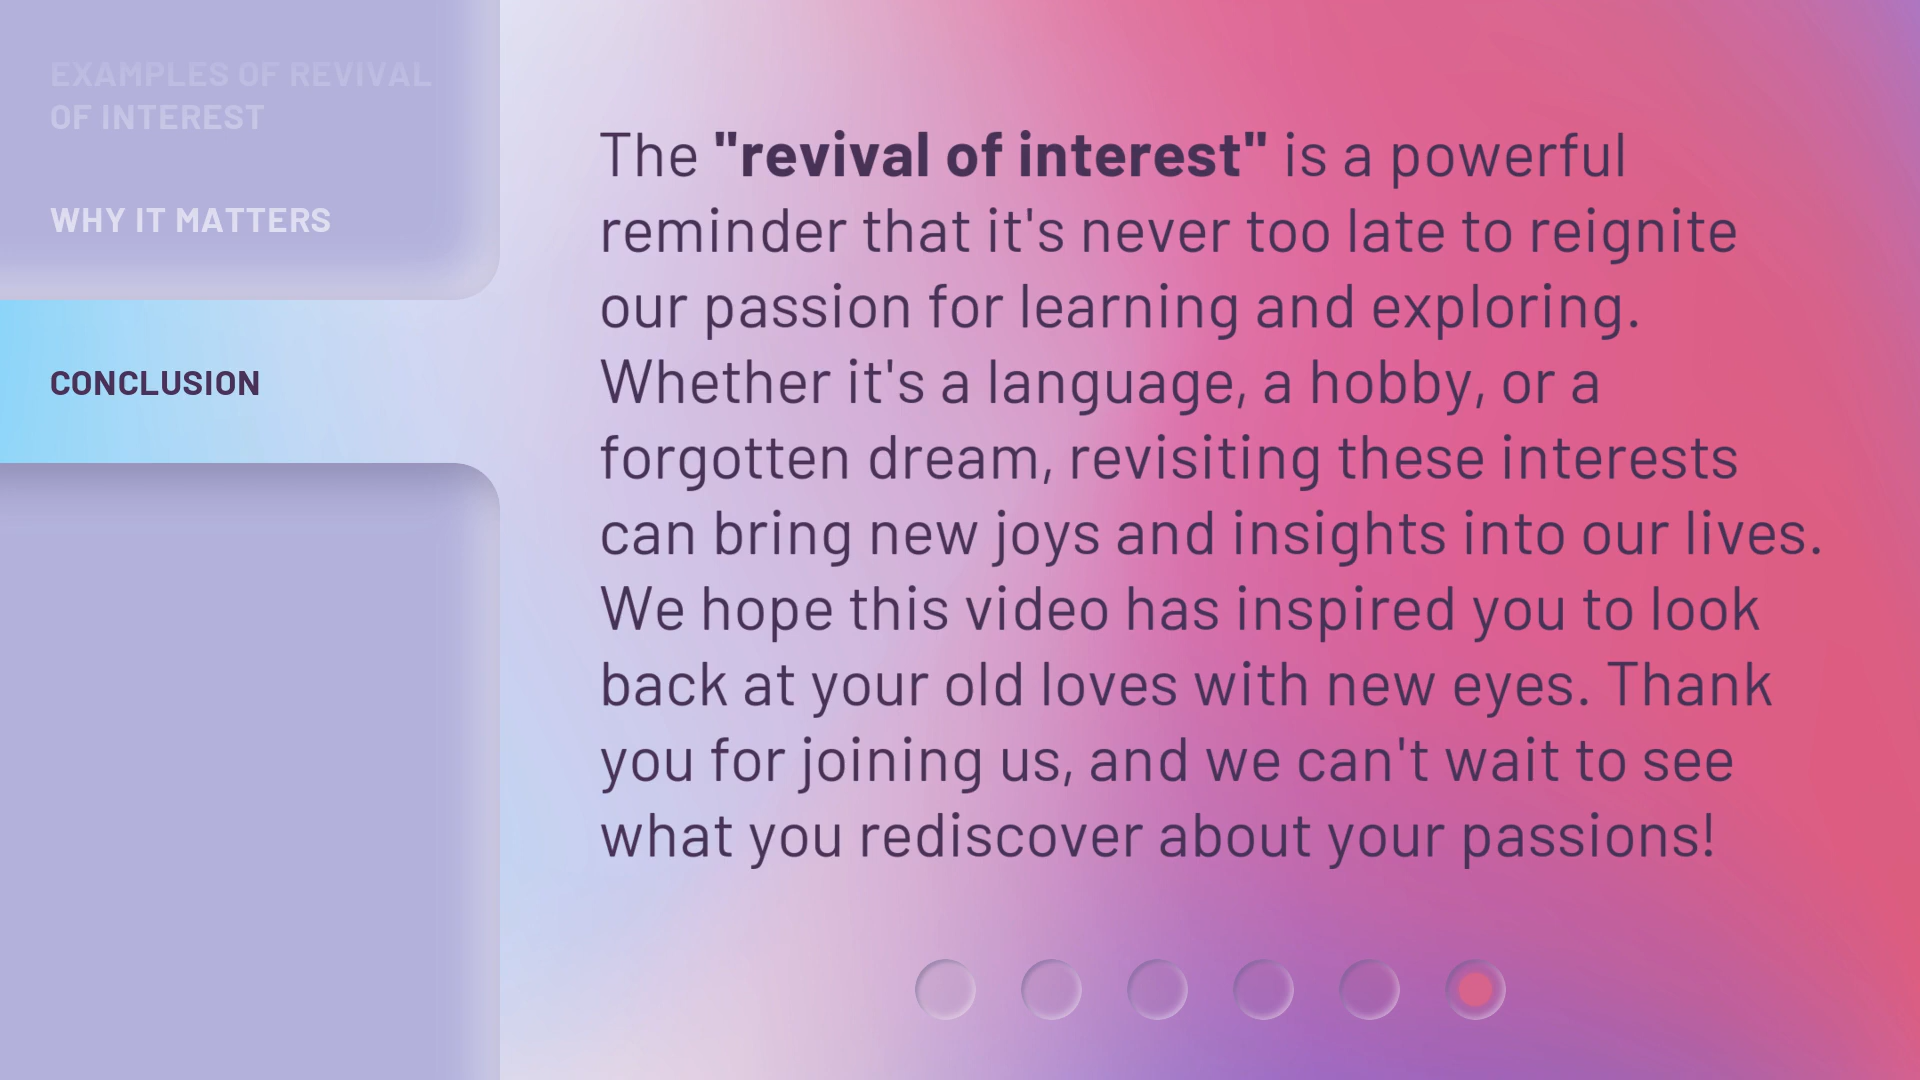 EXAMPLES OF REVIVAL
OF INTEREST
WHY IT MATTERS
CONCLUSION
The "revival of interest" is a powerful
reminder that it's never too late to reignite
our passion for learning and exploring.
Whether it's a language, a hobby, or a
forgotten dream, revisiting these interests
can bring new joys and insights into our lives.
We hope this video has inspired you to look
back at your old loves with new eyes. Thank
you for joining us, and we can't wait to see
what you rediscover about your passions!